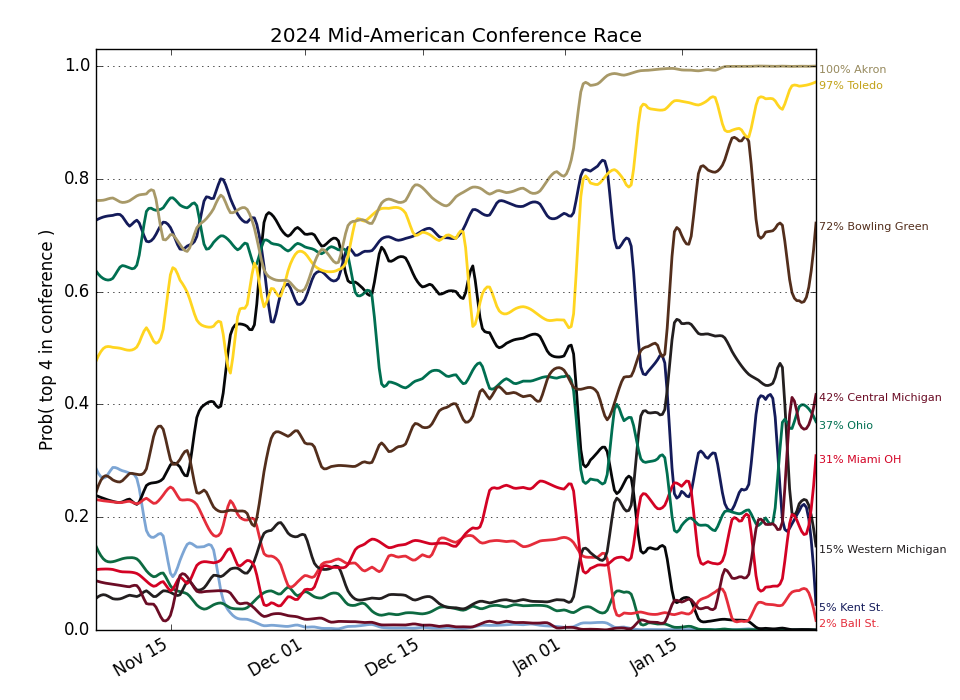 2024 Mid-American Conference Race
Prob( top 4 in conference )
1.0
0.8
0.6
0.4
0.2
0.0
Nov 15
Dec 01
Dec 15
Jan 01
Jan 15
100% Akron
97% Toledo
72% Bowling Green
42% Central Michigan
37% Ohio
31% Miami OH
15% Western Michigan
5% Kent St.
2% Ball St.